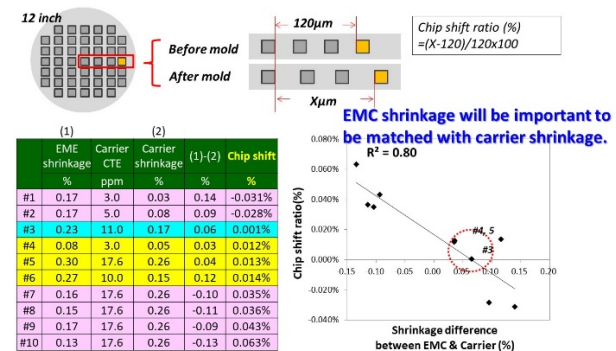 12 inch
120μm
Before mold
After mold
Xμm
Chip shift ratio (%)
=(X-120)/120x100
EMC shrinkage will be important to
be matched with carrier shrinkage.
(1) (2)
EME shrinkage Carrier CTE Carrier shrinkage (1)-(2) Chip shift
% ppm % % %
#1 0.17 3.0 0.03 0.14 -0.031%
#2 0.17 5.0 0.08 0.09 -0.028%
#3 0.23 11.0 0.17 0.06 0.001%
#4 0.08 3.0 0.05 0.03 0.012%
#5 0.30 17.6 0.26 0.04 0.013%
#6 0.27 10.0 0.15 0.12 0.014%
#7 0.16 17.6 0.26 -0.10 0.035%
#8 0.15 17.6 0.26 -0.11 0.036%
#9 0.17 17.6 0.26 -0.09 0.043%
#10 0.13 17.6 0.26 -0.13 0.063%
0.080%
R² = 0.80
0.060%
0.040%
0.020%
0.000%
-0.020%
-0.040%
Chip shift ratio(%)
#4, 5
#3
0.15 0.10 0.05 0.00 0.05 0.10 0.15 0.20
Shrinkage difference
between EMC & Carrier (%)